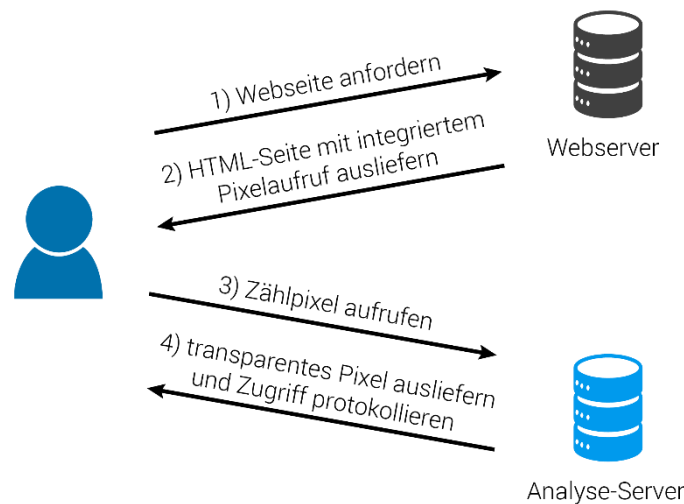 1) Webseite anfordern
2) HTML-Seite mit integriertem
Pixelaufruf ausliefern
Webserver
3) Zählpixel aufrufen
4) transparentes Pixel ausliefern
und Zugriff protokollieren
Analyse-Server